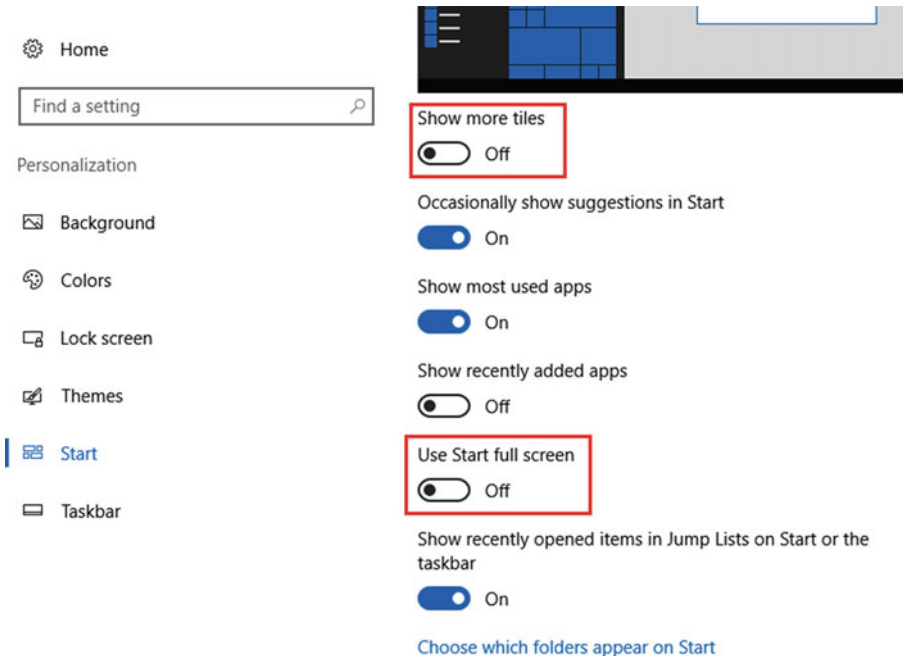 Home
Find a setting
Personalization
Background
Colors
Lock screen
Themes
Start
Taskbar
Show more tiles
Off
Occasionally show suggestions in Start
On
Show most used apps
On
Show recently added apps
Off
Use Start full screen
Off
Show recently opened items in Jump Lists on Start or the
taskbar
On
Choose which folders appear on Start